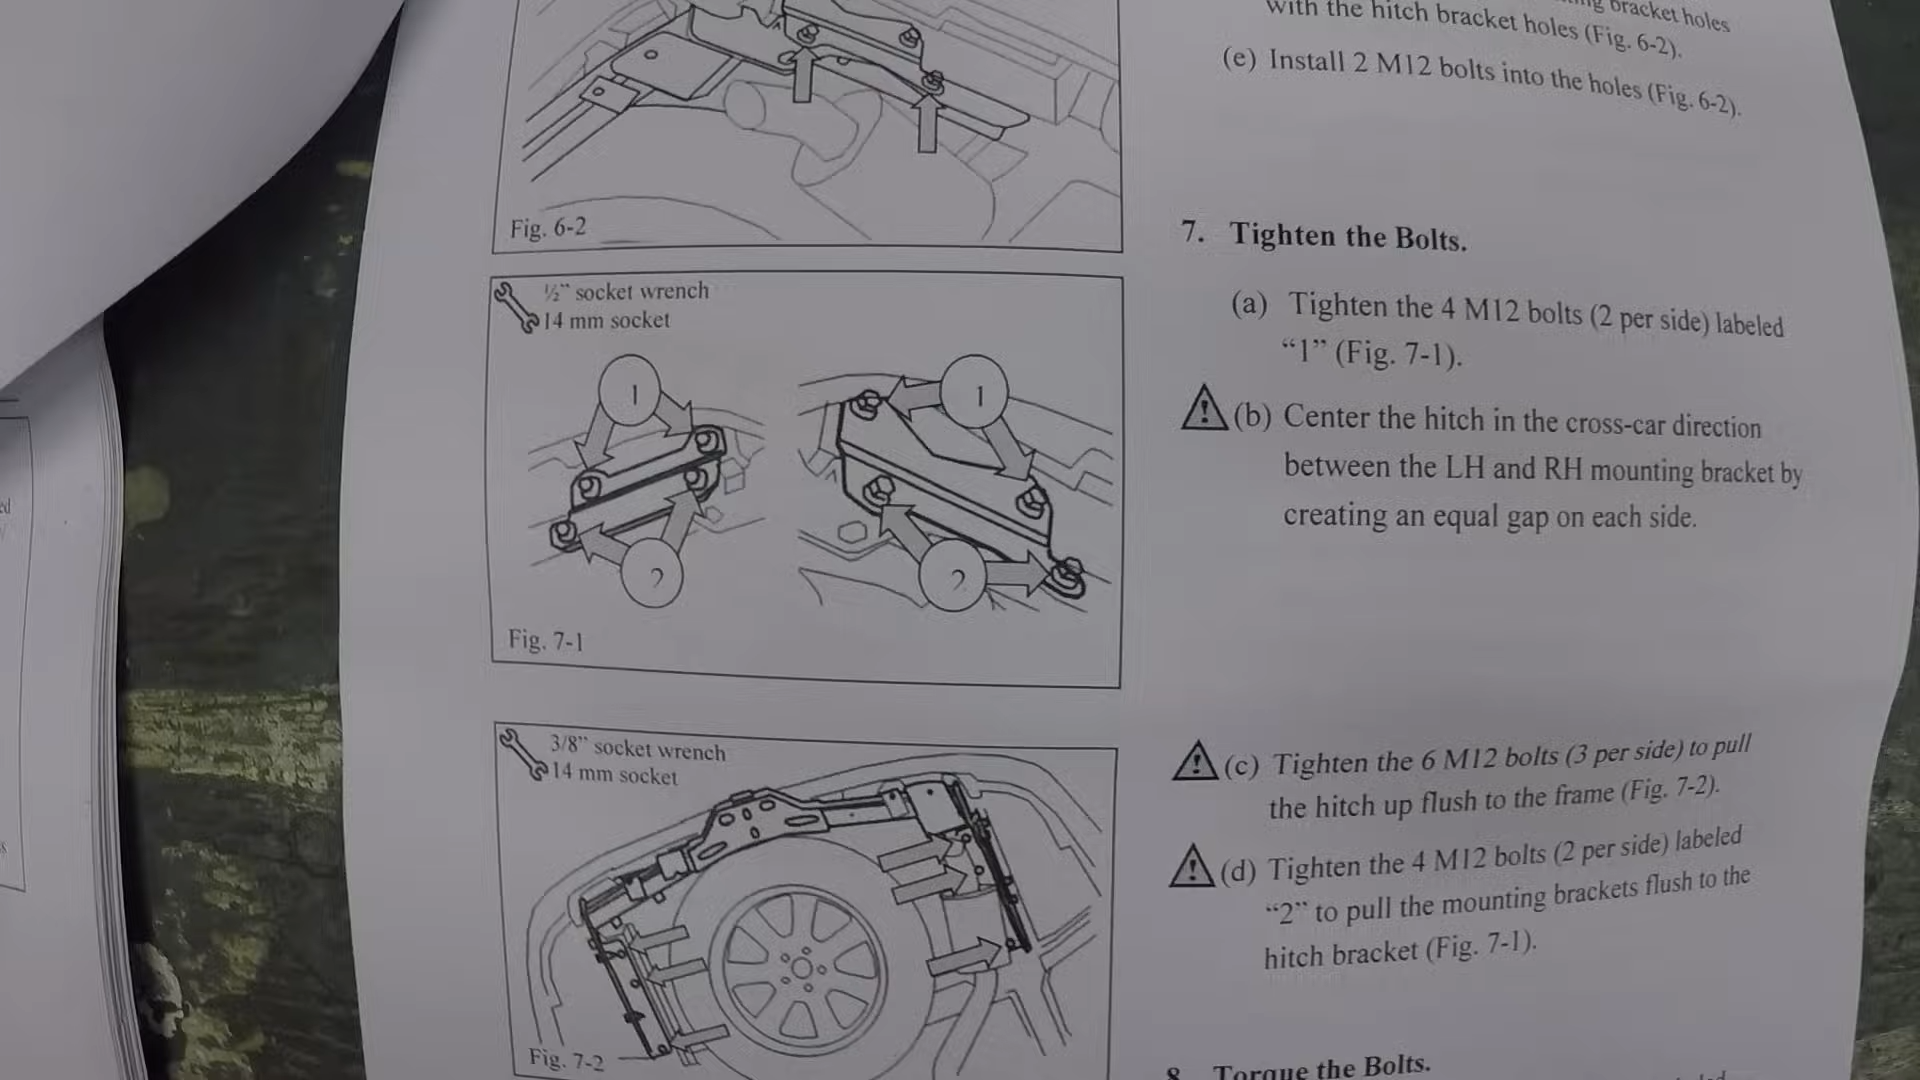 bracket holes
with the hitch bracket holes (Fig. 6-2).
(e) Install 2 M12 bolts into the holes (Fig. 6-2).
Fig. 6-2
7. Tighten the Bolts.
½" socket wrench
14 mm socket
1
1
2
2
Fig. 7-1
(a) Tighten the 4 M12 bolts (2 per side) labeled
“1” (Fig. 7-1).
(b) Center the hitch in the cross-car direction
between the LH and RH mounting bracket by
creating an equal gap on each side.
3/8” socket wrench
14 mm socket
Fig. 7-2
(c) Tighten the 6 M12 bolts (3 per side) to pull
the hitch up flush to the frame (Fig. 7-2).
(d) Tighten the 4 M12 bolts (2 per side) labeled
“2” to pull the mounting brackets flush to the
hitch bracket (Fig. 7-1).
8. Torque the Bolts.